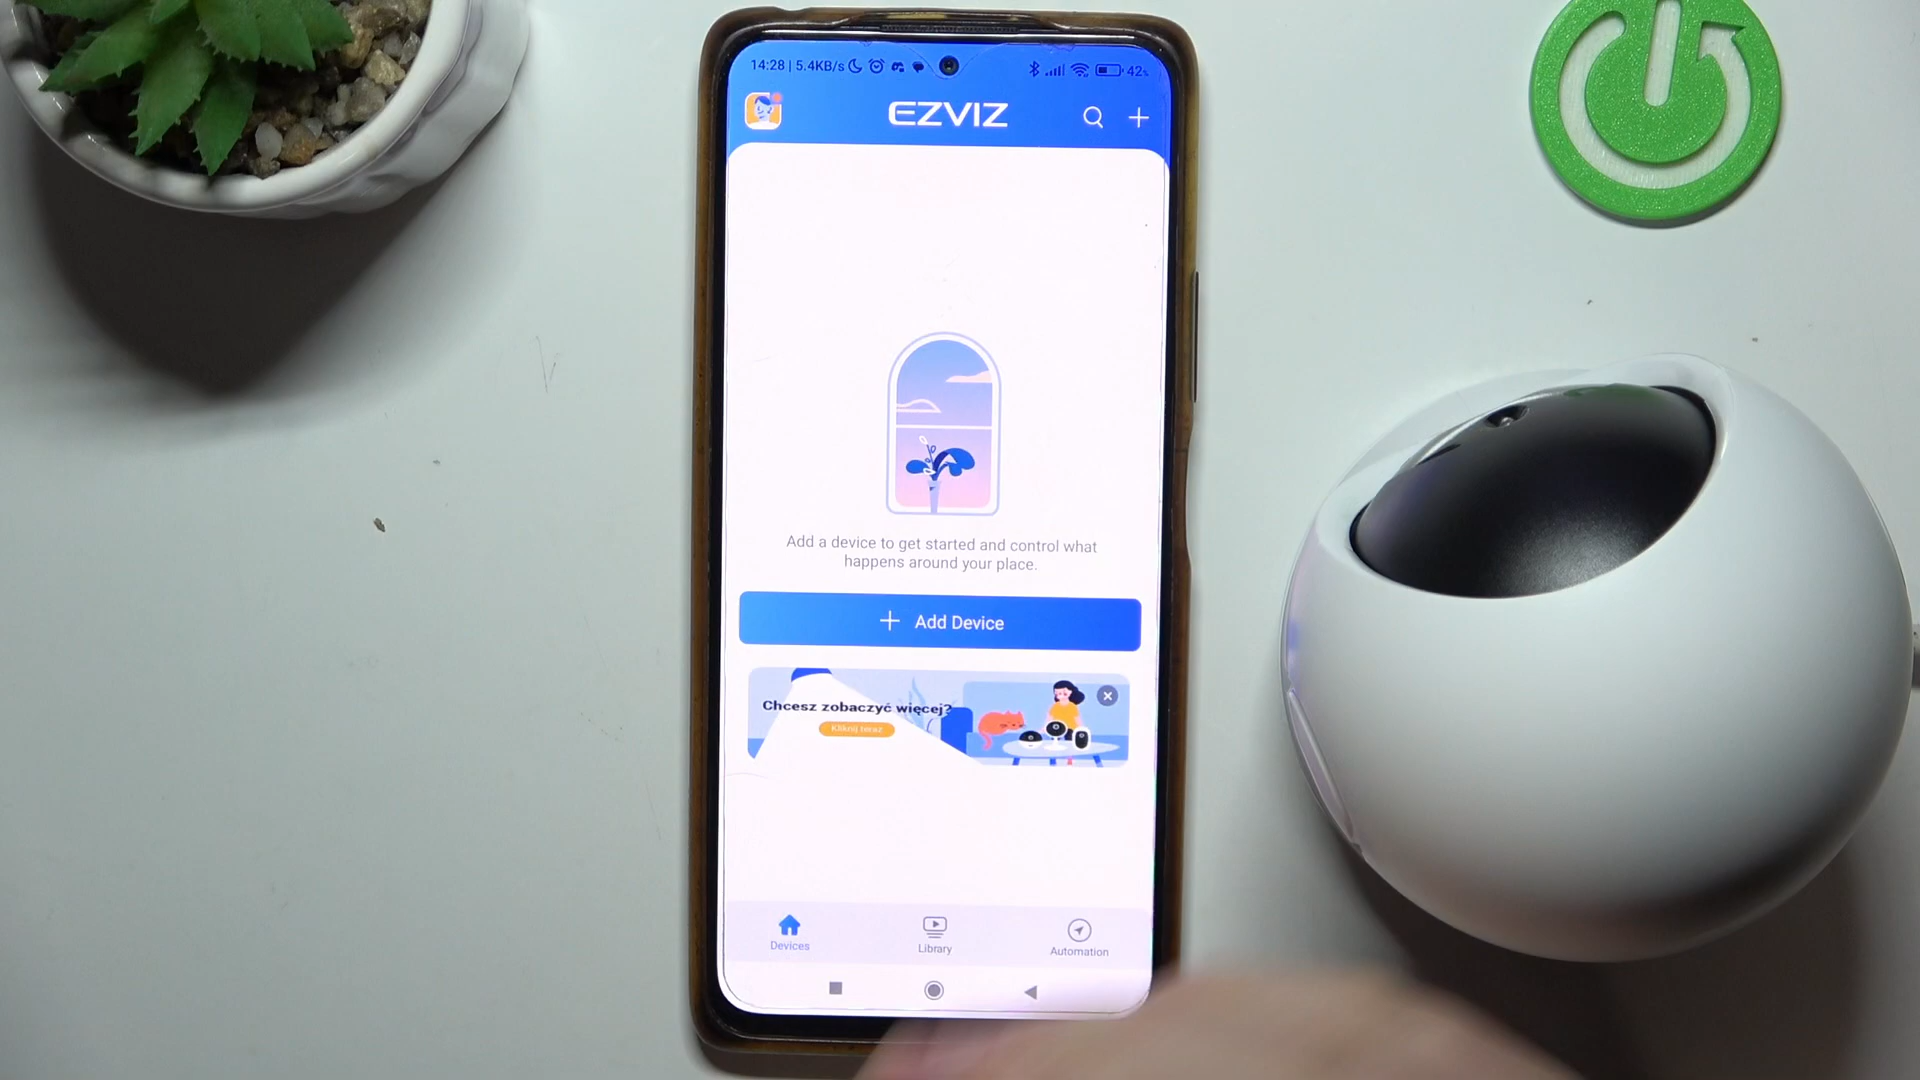 14:28 | 5.4KB/s
42%
EZVIZ
Add a device to get started and control what
happens around your place.
+ Add Device
Chcesz zobaczyć więcej?
Kliknij teraz
Devices
Library
Automation